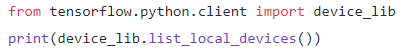 from tensorflow.python.client import device_lib
print(device_lib.list_local_devices())